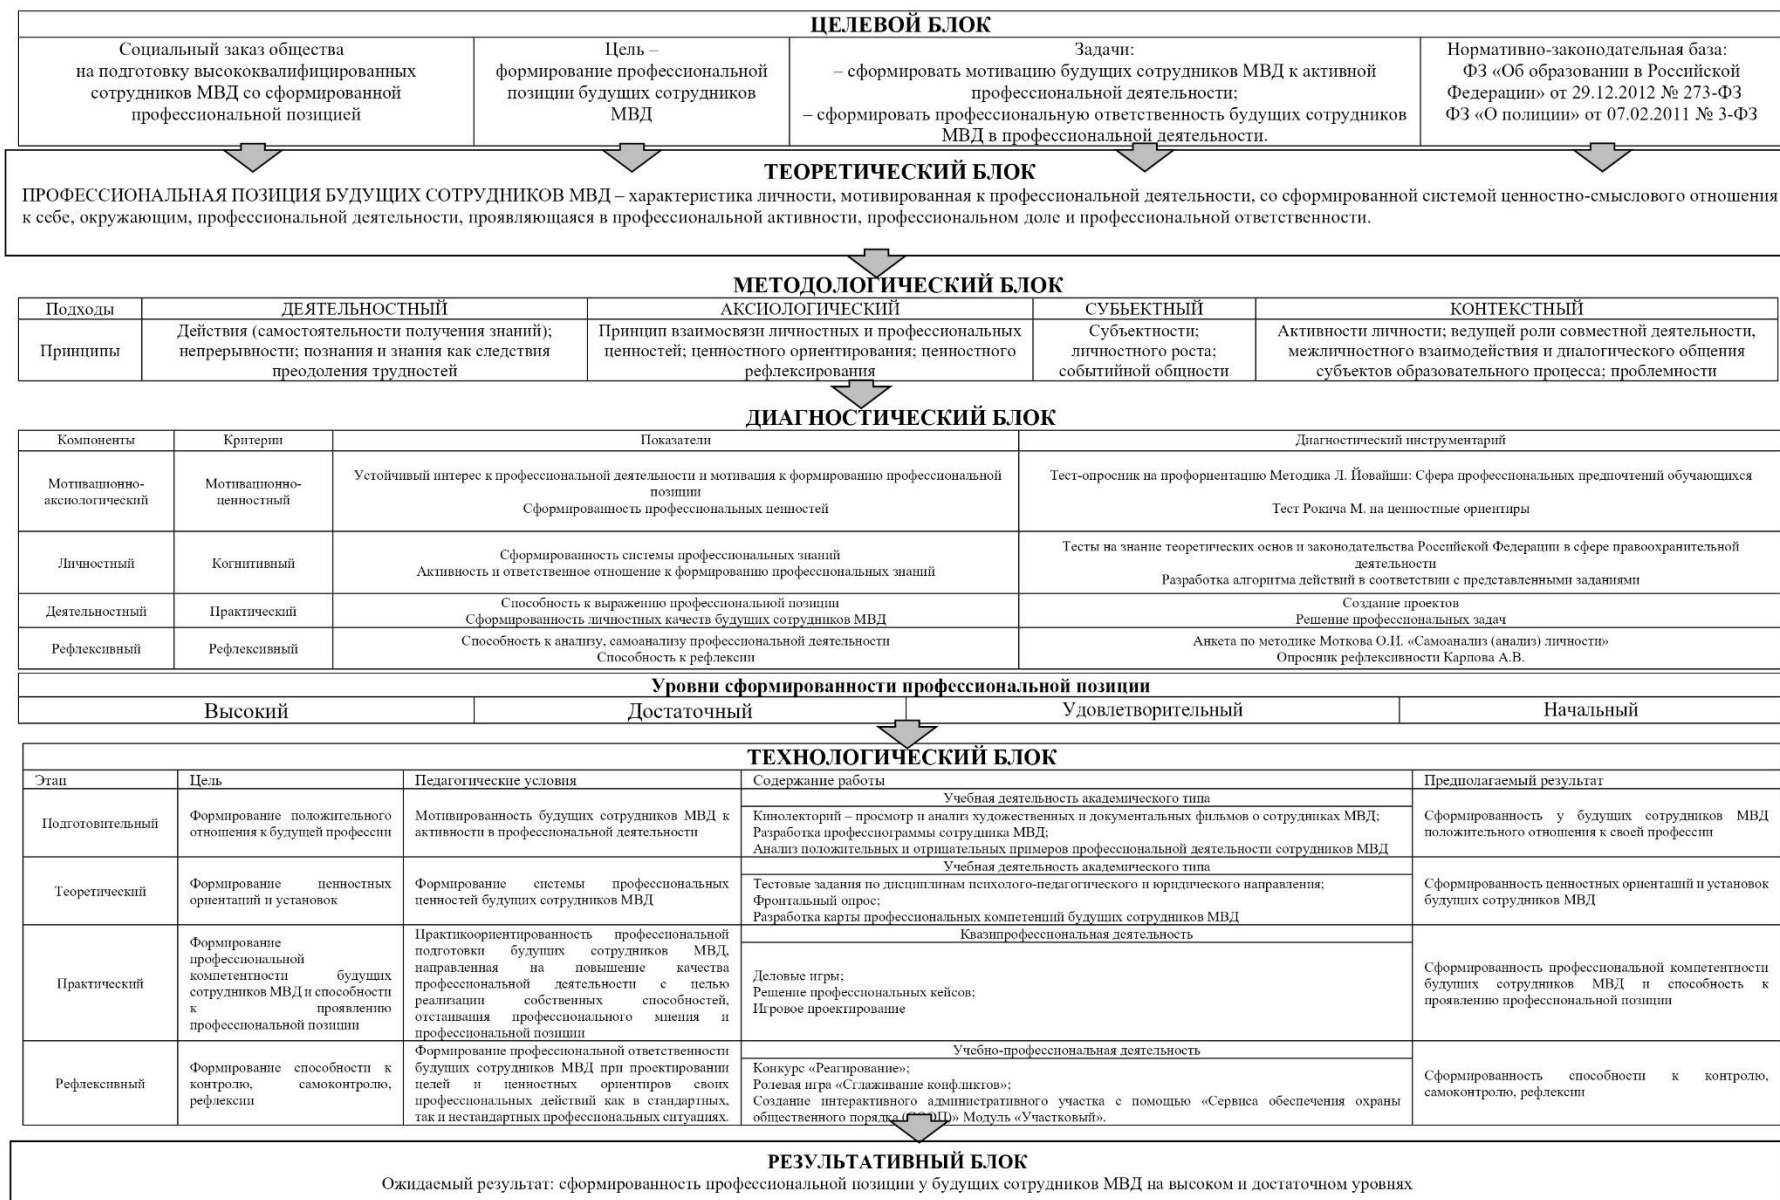 ЦЕЛЕВОЙ БЛОК
Социальный заказ общества
на подготовку высококвалифицированных
сотрудников МВД со сформированной
профессиональной позицией
Цель –
формирование профессиональной
позиции будущих сотрудников
МВД
Задачи:
– сформировать мотивацию будущих сотрудников МВД к активной
профессиональной деятельности;
– сформировать профессиональную ответственность будущих сотрудников
МВД в профессиональной деятельности.
Нормативно-законодательная база:
ФЗ «Об образовании в Российской
Федерации» от 29.12.2012 № 273-ФЗ
ФЗ «О полиции» от 07.02.2011 № 3-ФЗ
ТЕОРЕТИЧЕСКИЙ БЛОК
ПРОФЕССИОНАЛЬНАЯ ПОЗИЦИЯ БУДУЩИХ СОТРУДНИКОВ МВД – характеристика личности, мотивированная к профессиональной деятельности, со сформированной системой ценностно-смыслового отношения
к себе, окружающим, профессиональной деятельности, проявляющаяся в профессиональной активности, профессиональном доле и профессиональной ответственности.
МЕТОДОЛОГИЧЕСКИЙ БЛОК
Подходы
ДЕЯТЕЛЬНОСТНЫЙ
АКСИОЛОГИЧЕСКИЙ
СУБЪЕКТНЫЙ
КОНТЕКСТНЫЙ
Принципы
Действия (самостоятельности получения знаний);
непрерывности; познания и знания как следствия
преодоления трудностей
Принцип взаимосвязи личностных и профессиональных
ценностей; ценностного ориентирования; ценностного
рефлексирования
Субъектности;
личностного роста;
событийной общности
Активности личности; ведущей роли совместной деятельности,
межличностного взаимодействия и диалогического общения
субъектов образовательного процесса; проблемности
ДИАГНОСТИЧЕСКИЙ БЛОК
Компоненты
Критерии
Показатели
Диагностический инструментарий
Мотивационно-
аксиологический
Мотивационно-
ценностный
Устойчивый интерес к профессиональной деятельности и мотивация к формированию профессиональной
позиции
Сформированность профессиональных ценностей
Тест-опросник на профориентацию Методика Л. Йовайши: Сфера профессиональных предпочтений обучающихся
Тест Рокича М. на ценностные ориентиры
Личностный
Когнитивный
Сформированность системы профессиональных знаний
Активность и ответственное отношение к формированию профессиональных знаний
Тесты на знание теоретических основ и законодательства Российской Федерации в сфере правоохранительной
деятельности
Разработка алгоритма действий в соответствии с представленными заданиями
Деятельностный
Практический
Способность к выражению профессиональной позиции
Сформированность личностных качеств будущих сотрудников МВД
Создание проектов
Решение профессиональных задач
Рефлексивный
Рефлексивный
Способность к анализу, самоанализу профессиональной деятельности
Способность к рефлексии
Анкета по методике Моткова О.И. «Самоанализ (анализ) личности»
Опросник рефлексивности Карпова А.В.
Уровни сформированности профессиональной позиции
Высокий
Достаточный
Удовлетворительный
Начальный
ТЕХНОЛОГИЧЕСКИЙ БЛОК
Этап
Цель
Педагогические условия
Содержание работы
Предполагаемый результат
Подготовительный
Формирование положительного
отношения к будущей профессии
Мотивированность будущих сотрудников МВД к
активности в профессиональной деятельности
Учебная деятельность академического типа
Кинолекторий – просмотр и анализ художественных и документальных фильмов о сотрудниках МВД;
Разработка профессиограммы сотрудника МВД;
Анализ положительных и отрицательных примеров профессиональной деятельности сотрудников МВД
Сформированность у будущих сотрудников МВД
положительного отношения к своей профессии
Теоретический
Формирование ценностных
ориентаций и установок
Формирование системы профессиональных
ценностей будущих сотрудников МВД
Учебная деятельность академического типа
Тестовые задания по дисциплинам психолого-педагогического и юридического направления;
Фронтальный опрос;
Разработка карты профессиональных компетенций будущих сотрудников МВД
Сформированность ценностных ориентаций и установок
будущих сотрудников МВД
Практический
Формирование
профессиональной
компетентности будущих
сотрудников МВД и способности
к проявлению
профессиональной позиции
Практикоориентированность профессиональной
подготовки будущих сотрудников МВД,
направленная на повышение качества
профессиональной деятельности с целью
реализации собственных способностей,
отстаивания профессионального мнения и
профессиональной позиции
Квазипрофессиональная деятельность
Деловые игры;
Решение профессиональных кейсов;
Игровое проектирование
Сформированность профессиональной компетентности
будущих сотрудников МВД и способность к
проявлению профессиональной позиции
Рефлексивный
Формирование способности к
контролю, самоконтролю,
рефлексии
Формирование профессиональной ответственности
будущих сотрудников МВД при проектировании
целей и ценностных ориентиров своих
профессиональных действий как в стандартных,
так и нестандартных профессиональных ситуациях.
Учебно-профессиональная деятельность
Конкурс «Реагирование»;
Ролевая игра «Сглаживание конфликтов»;
Создание интерактивного административного участка с помощью «Сервиса обеспечения охраны
общественного порядка Модуль «Участковый».
Сформированность способности к контролю,
самоконтролю, рефлексии
РЕЗУЛЬТАТИВНЫЙ БЛОК
Ожидаемый результат: сформированность профессиональной позиции у будущих сотрудников МВД на высоком и достаточном уровнях